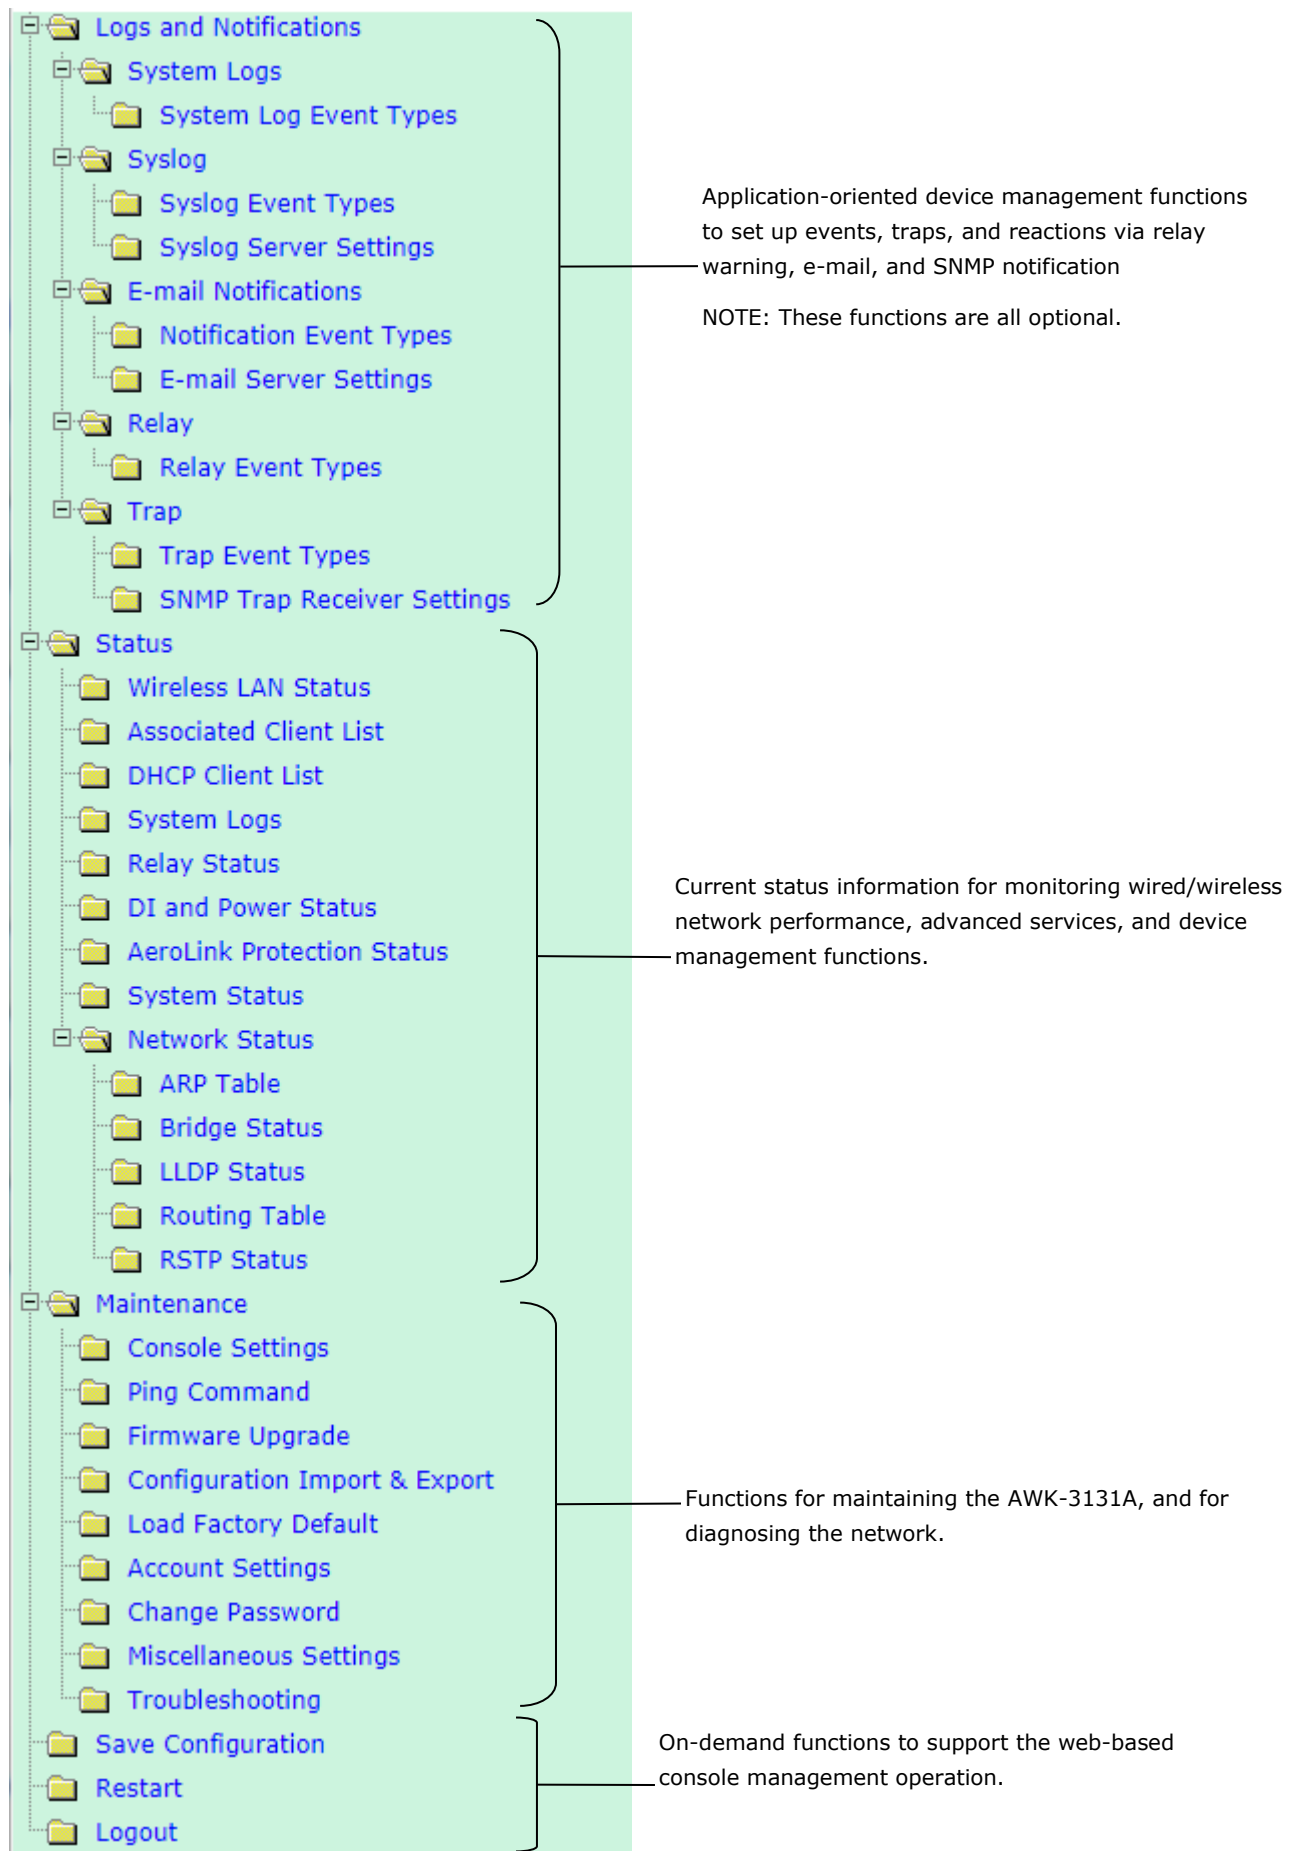 Logs and Notifications
System Logs
System Log Event Types
Syslog
Syslog Event Types
Syslog Server Settings
E-mail Notifications
Notification Event Types
E-mail Server Settings
Relay
Relay Event Types
Trap
Trap Event Types
SNMP Trap Receiver Settings
Application-oriented device management functions
to set up events, traps, and reactions via relay
warning, e-mail, and SNMP notification
NOTE: These functions are all optional.
Status
Wireless LAN Status
Associated Client List
DHCP Client List
System Logs
Relay Status
DI and Power Status
AeroLink Protection Status
System Status
Network Status
ARP Table
Bridge Status
LLDP Status
Routing Table
RSTP Status
Current status information for monitoring wired/wireless
network performance, advanced services, and device
management functions.
Maintenance
Console Settings
Ping Command
Firmware Upgrade
Configuration Import & Export
Load Factory Default
Account Settings
Change Password
Miscellaneous Settings
Troubleshooting
Functions for maintaining the AWK-3131A, and for
diagnosing the network.
Save Configuration
Restart
Logout
On-demand functions to support the web-based
console management operation.